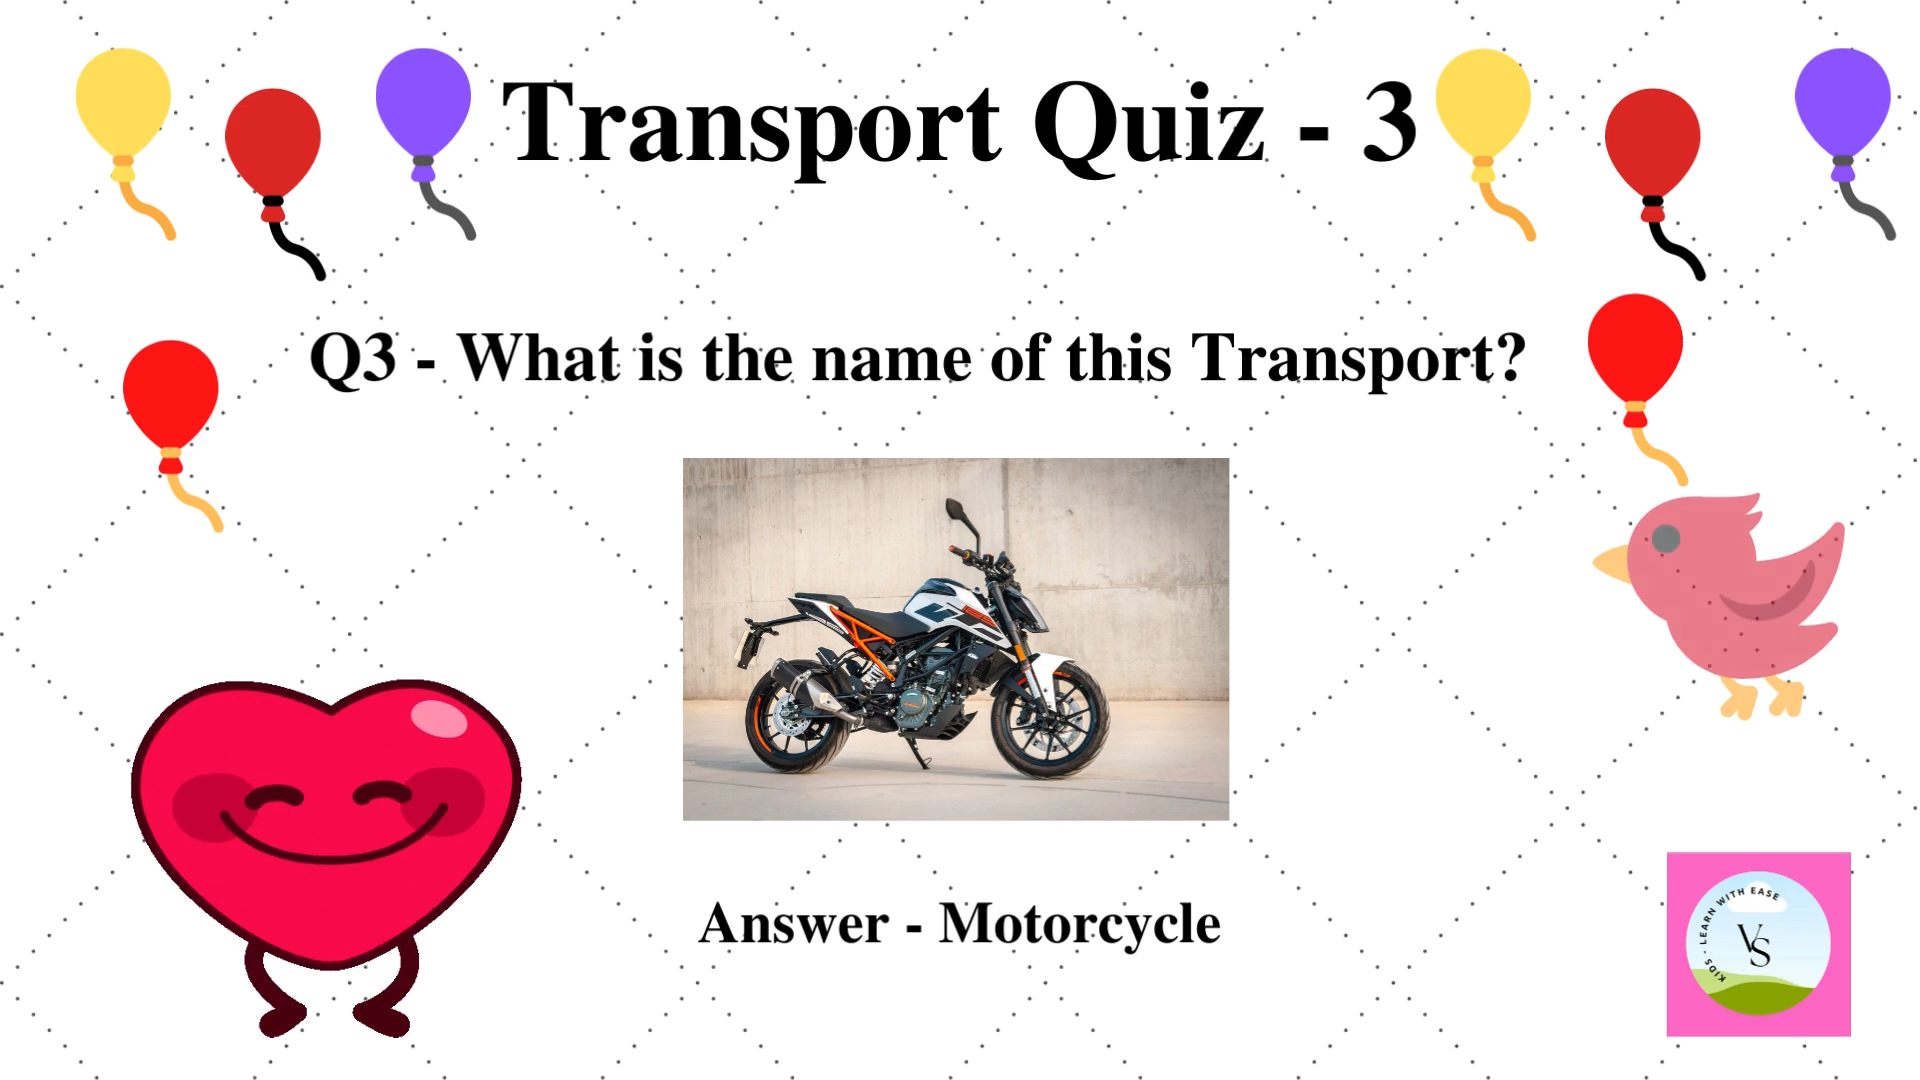 Transport Quiz - 3
Q3 - What is the name of this Transport?
Answer - Motorcycle
KIDS - LEARN WITH EASE
VS